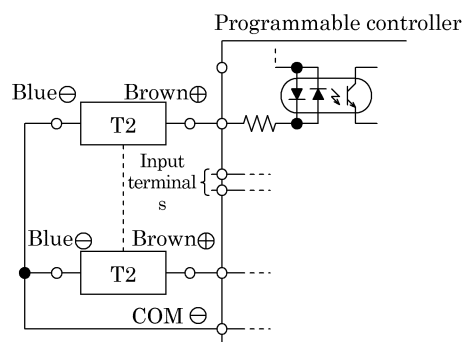 Programmable controller
Blue⊖ Brown⊕
T2
Input
terminal
s
Blue⊖ Brown⊕
T2
COM ⊖